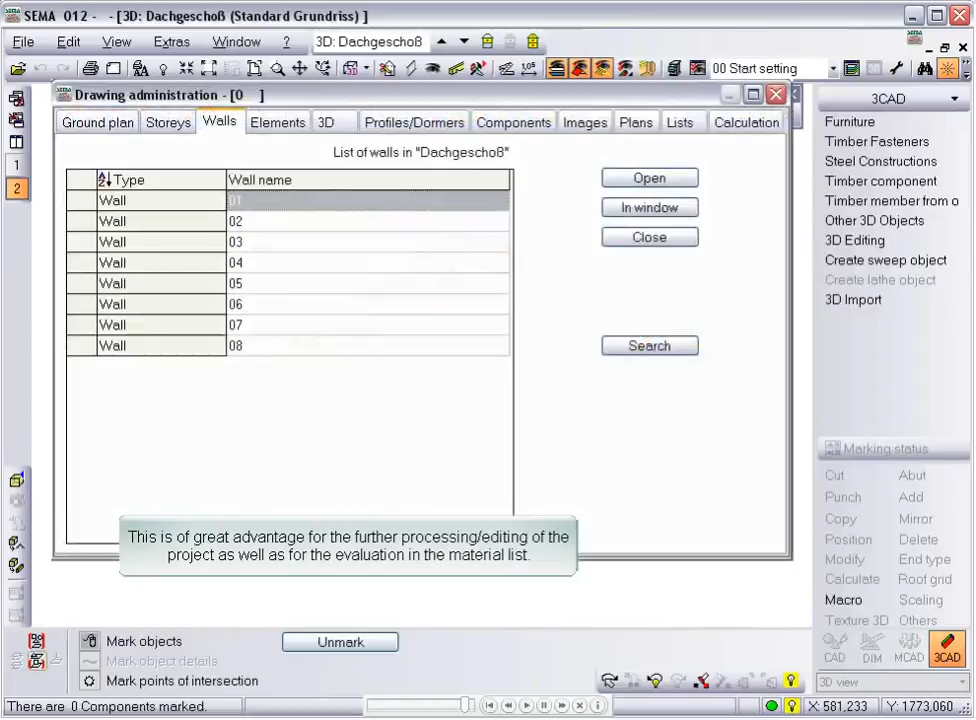 SEMA 012 - - [3D: Dachgeschoß (Standard Grundriss) ]
File Edit View Extras Window ? 3D: Dachgeschoß
00 Start setting
Drawing administration - [0 ]
Ground plan Storeys Walls Elements 3D Profiles/Dormers Components Images Plans Lists Calculation
List of walls in "Dachgeschoß"
Type Wall name
Wall 01
Wall 02
Wall 03
Wall 04
Wall 05
Wall 06
Wall 07
Wall 08
Open
In window
Close
Search
This is of great advantage for the further processing/editing of the
project as well as for the evaluation in the material list.
1
2
3CAD
Furniture
Timber Fasteners
Steel Constructions
Timber component
Timber member from o
Other 3D Objects
3D Editing
Create sweep object
Create lathe object
3D Import
Marking status
Cut Abut
Punch Add
Copy Mirror
Position Delete
Modify End type
Calculate Roof grid
Macro Scaling
Texture 3D Others
CAD DIM MCAD 3CAD
3D view
Mark objects Unmark
Mark object details
Mark points of intersection
There are 0 Components marked.
X: 581,233 Y: 1773,060